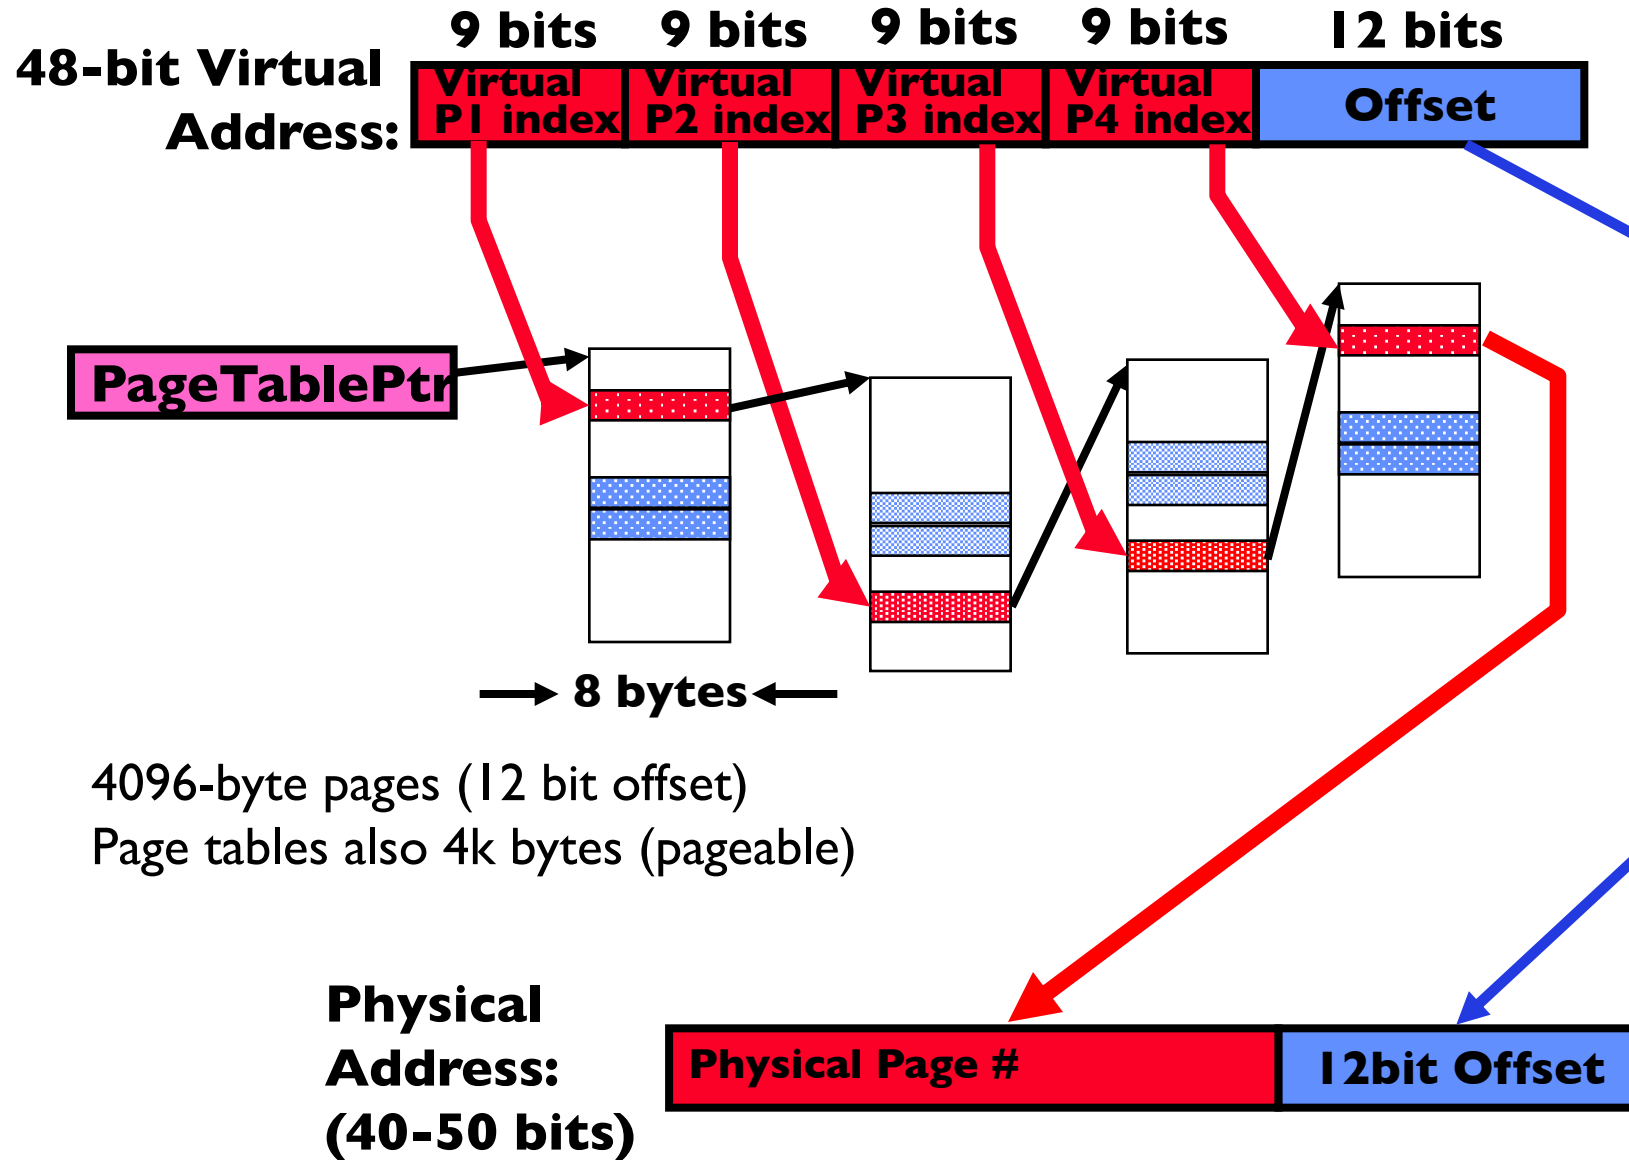 9 bits 9 bits 9 bits 9 bits 12 bits
48-bit Virtual
Address:
Virtual
P1 index
Virtual
P2 index
Virtual
P3 index
Virtual
P4 index
Offset
PageTablePtr
8 bytes
4096-byte pages (12 bit offset)
Page tables also 4k bytes (pageable)
Physical
Address:
(40-50 bits)
Physical Page #
12bit Offset